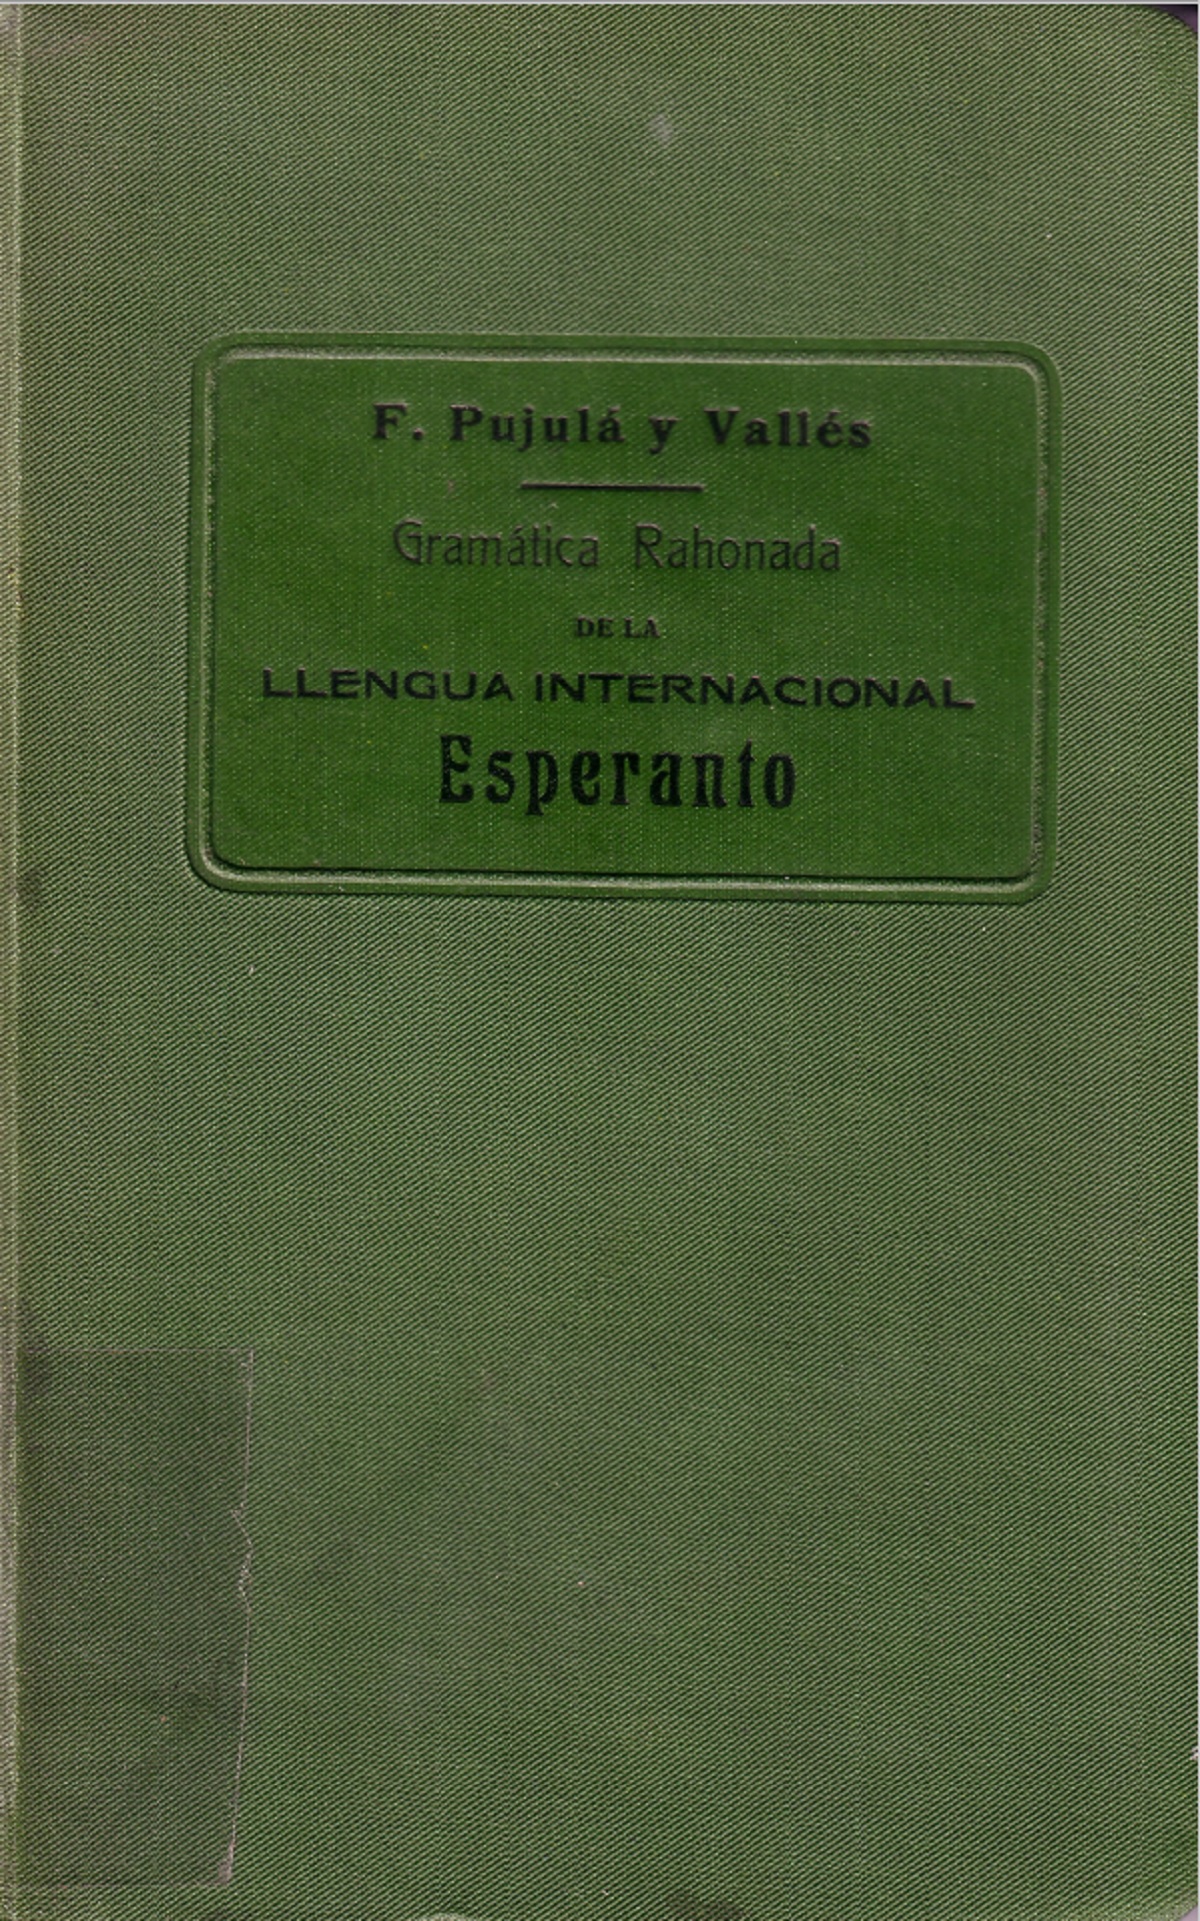 F. Pujulá y Vallés
Gramática Rahonada
DE LA
LLENGUA INTERNACIONAL
Esperanto